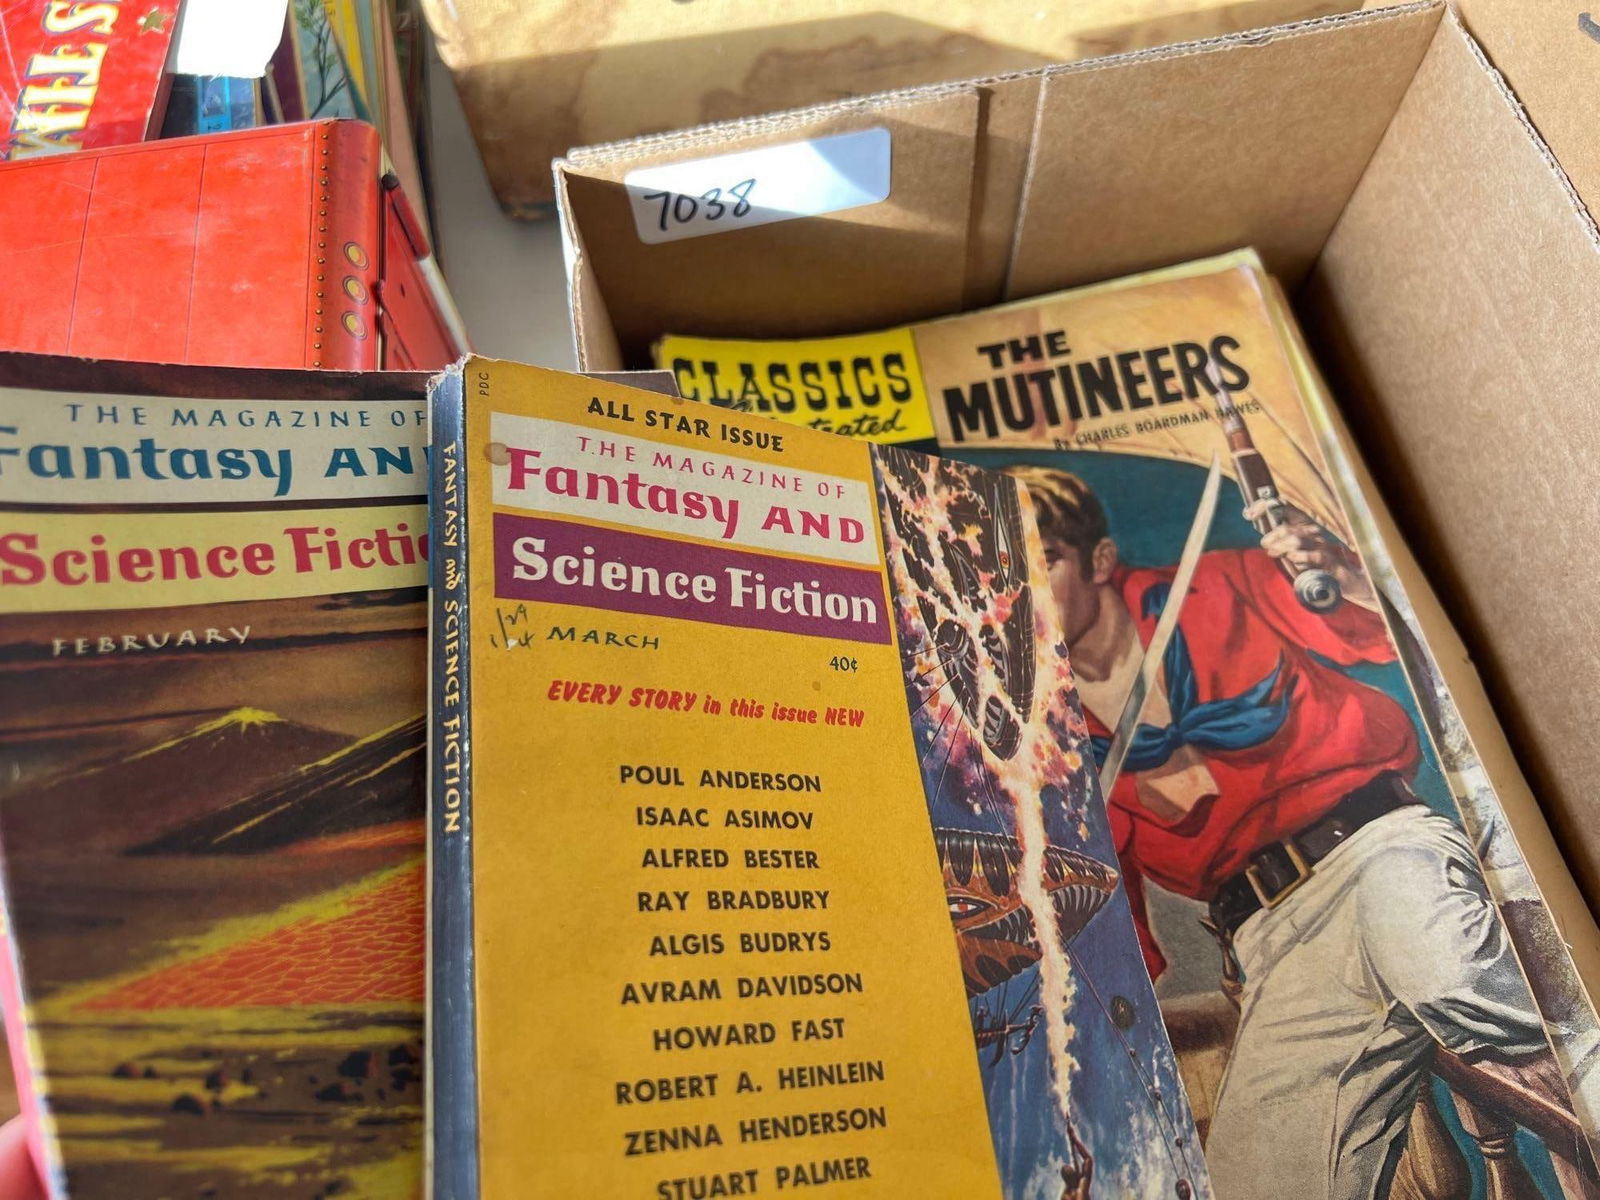 7038
CLASSICS
THE
MUTINEERS
By CHARLES BOARDMAN HAWES
THE MAGAZINE OF
Fantasy AND
Science Fictio
FEBRUARY
FANTASY AND SCIENCE FICTION
PDC
ALL STAR ISSUE
THE MAGAZINE OF
Fantasy AND
Science Fiction
MARCH
40¢
EVERY STORY in this issue NEW
POUL ANDERSON
ISAAC ASIMOV
ALFRED BESTER
RAY BRADBURY
ALGIS BUDRYS
AVRAM DAVIDSON
HOWARD FAST
ROBERT A. HEINLEIN
ZENNA HENDERSON
STUART PALMER